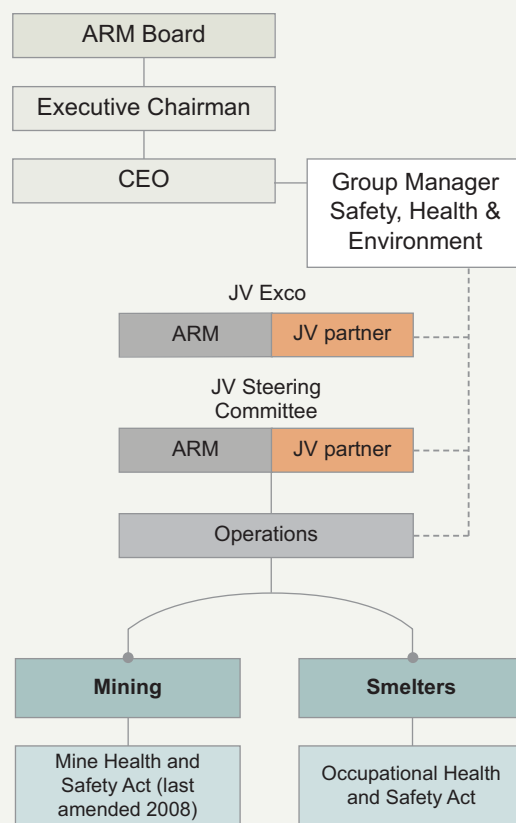 ARM Board
Executive Chairman
CEO
Group Manager
Safety, Health &
Environment
JV Exco
ARM
JV partner
JV Steering
Committee
ARM
JV partner
Operations
Mining
Smelters
Mine Health and
Safety Act (last
amended 2008)
Occupational Health
and Safety Act